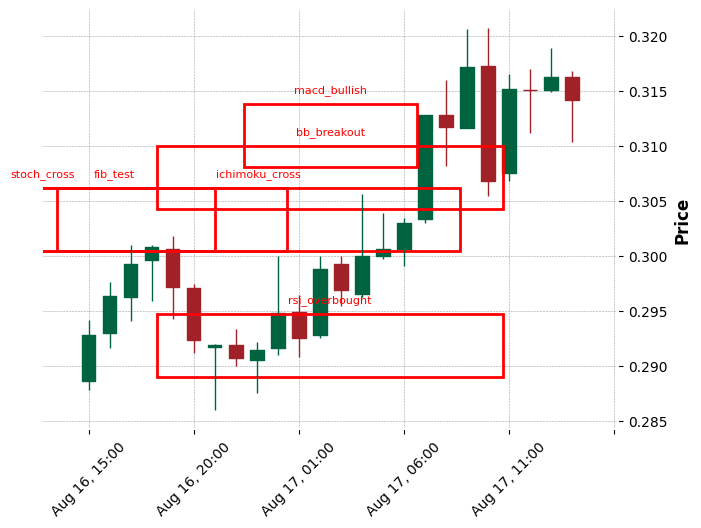 macd_bullish
bb_breakout
stoch_cross
fib_test
ichimoku_cross
rsi_overbought
0.320
0.315
0.310
0.305
0.300
0.295
0.290
0.285
Price
Aug 16, 15:00
Aug 16, 20:00
Aug 17, 01:00
Aug 17, 06:00
Aug 17, 11:00